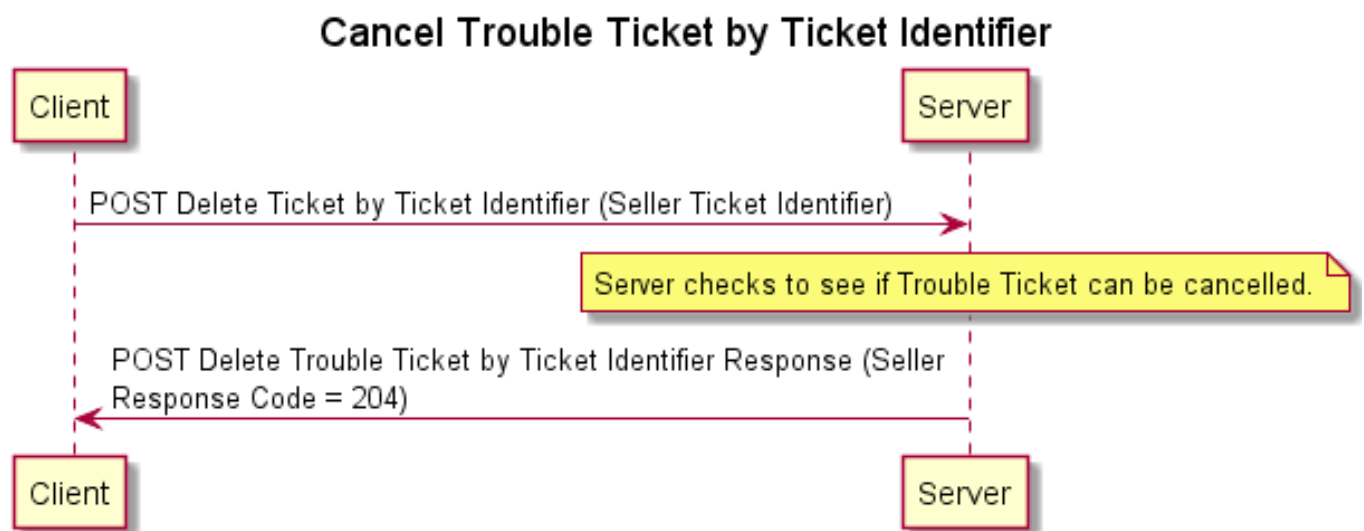 Cancel Trouble Ticket by Ticket Identifier
Client
Server
POST Delete Ticket by Ticket Identifier (Seller Ticket Identifier)
Server checks to see if Trouble Ticket can be cancelled.
POST Delete Trouble Ticket by Ticket Identifier Response (Seller
Response Code = 204)
Client
Server